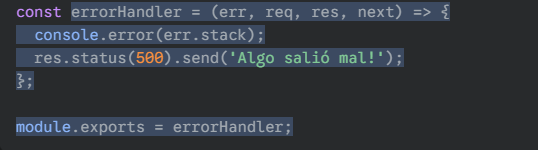 const errorHandler = (err, req, res, next) => {
  console.error(err.stack);
  res.status(500).send('Algo salió mal!');
};

module.exports = errorHandler;